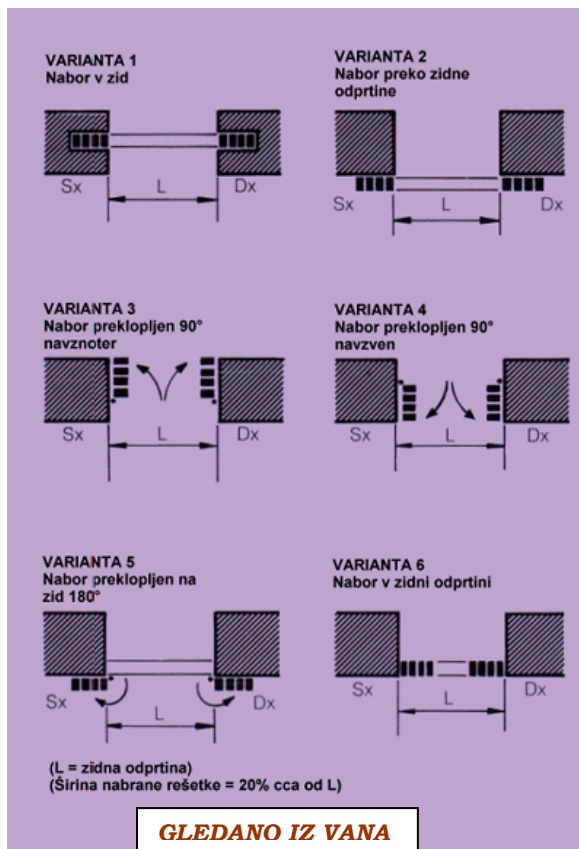 VARIANTA 1
Nabor v zid
Sx L Dx
VARIANTA 2
Nabor preko zidne
odprtine
Sx L Dx
VARIANTA 3
Nabor preklopljen 90°
navznoter
Sx L Dx
VARIANTA 4
Nabor preklopljen 90°
navzven
Sx L Dx
VARIANTA 5
Nabor preklopljen na
zid 180°
Sx L Dx
VARIANTA 6
Nabor v zidni odprtini
Sx L Dx
(L = zidna odprtina)
(Širina nabrane rešetke = 20% cca od L)
GLEDANO IZ VANA